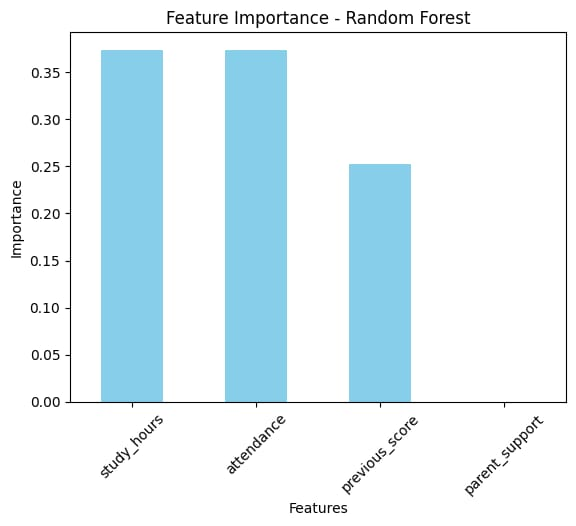 Feature Importance - Random Forest
Importance
0.35
0.30
0.25
0.20
0.15
0.10
0.05
0.00
study_hours
attendance
previous_score
parent_support
Features